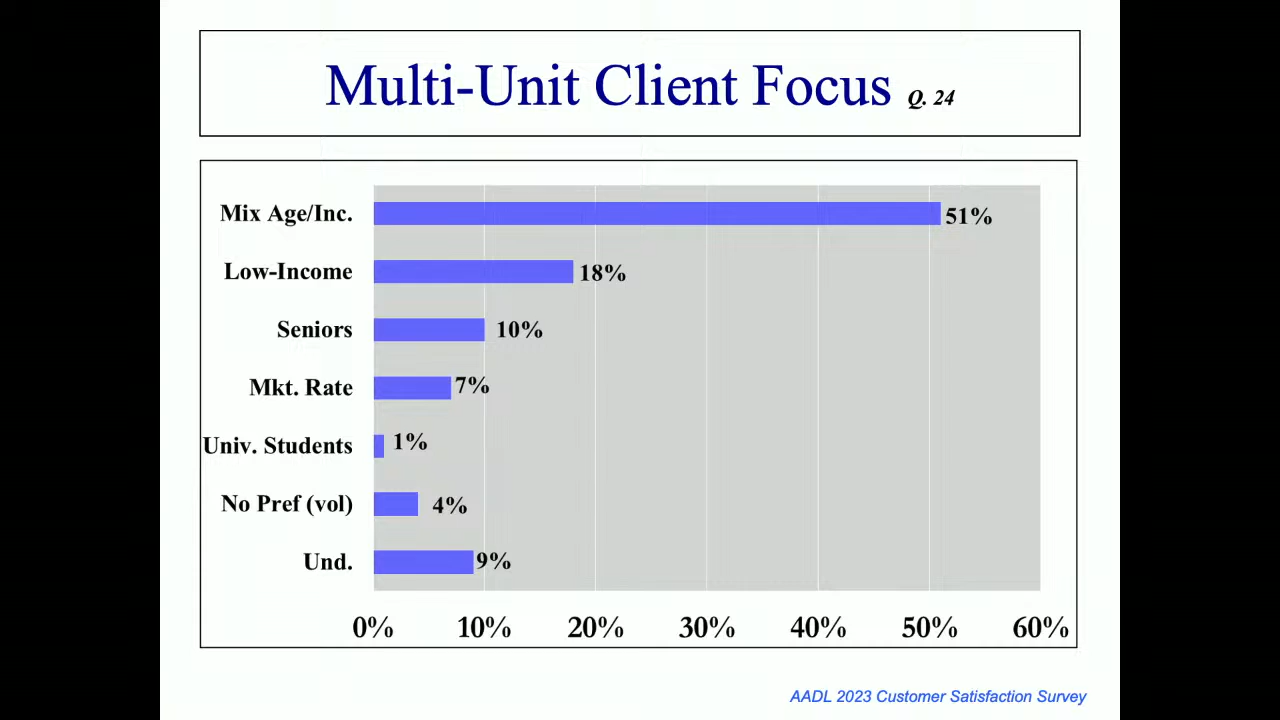 Multi-Unit Client Focus Q. 24
Mix Age/Inc. 51%
Low-Income 18%
Seniors 10%
Mkt. Rate 7%
Univ. Students 1%
No Pref (vol) 4%
Und. 9%
0% 10% 20% 30% 40% 50% 60%
AADL 2023 Customer Satisfaction Survey